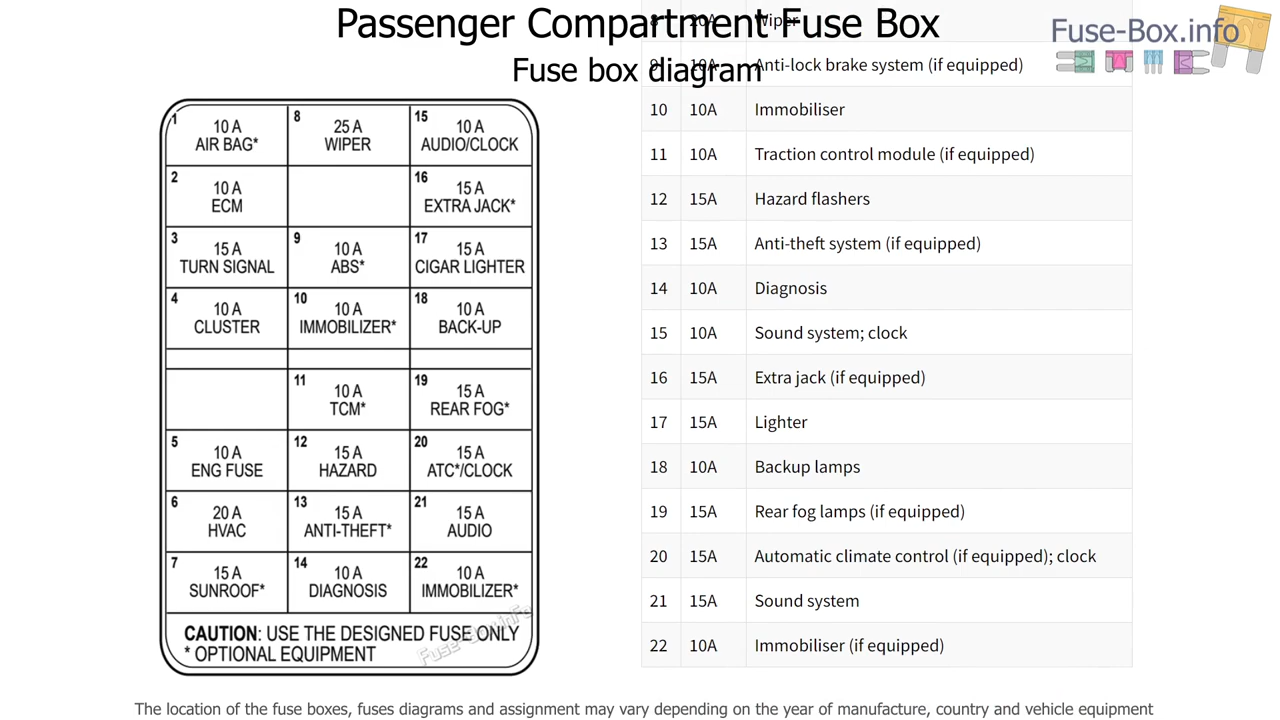 Passenger Compartment Fuse Box
Fuse box diagram
Fuse-Box.info
1 10 A AIR BAG*
8 25 A WIPER
15 10 A AUDIO/CLOCK
2 10 A ECM
16 15 A EXTRA JACK*
3 15 A TURN SIGNAL
9 10 A ABS*
17 15 A CIGAR LIGHTER
4 10 A CLUSTER
10 10 A IMMOBILIZER*
18 10 A BACK-UP
11 10 A TCM*
19 15 A REAR FOG*
5 10 A ENG FUSE
12 15 A HAZARD
20 15 A ATC*/CLOCK
6 20 A HVAC
13 15 A ANTI-THEFT*
21 15 A AUDIO
7 15 A SUNROOF*
14 10 A DIAGNOSIS
22 10 A IMMOBILIZER*
CAUTION: USE THE DESIGNED FUSE ONLY
* OPTIONAL EQUIPMENT
Fuse-Box.info
8 20A Wiper
9 10A Anti-lock brake system (if equipped)
10 10A Immobiliser
11 10A Traction control module (if equipped)
12 15A Hazard flashers
13 15A Anti-theft system (if equipped)
14 10A Diagnosis
15 10A Sound system; clock
16 15A Extra jack (if equipped)
17 15A Lighter
18 10A Backup lamps
19 15A Rear fog lamps (if equipped)
20 15A Automatic climate control (if equipped); clock
21 15A Sound system
22 10A Immobiliser (if equipped)
The location of the fuse boxes, fuses diagrams and assignment may vary depending on the year of manufacture, country and vehicle equipment